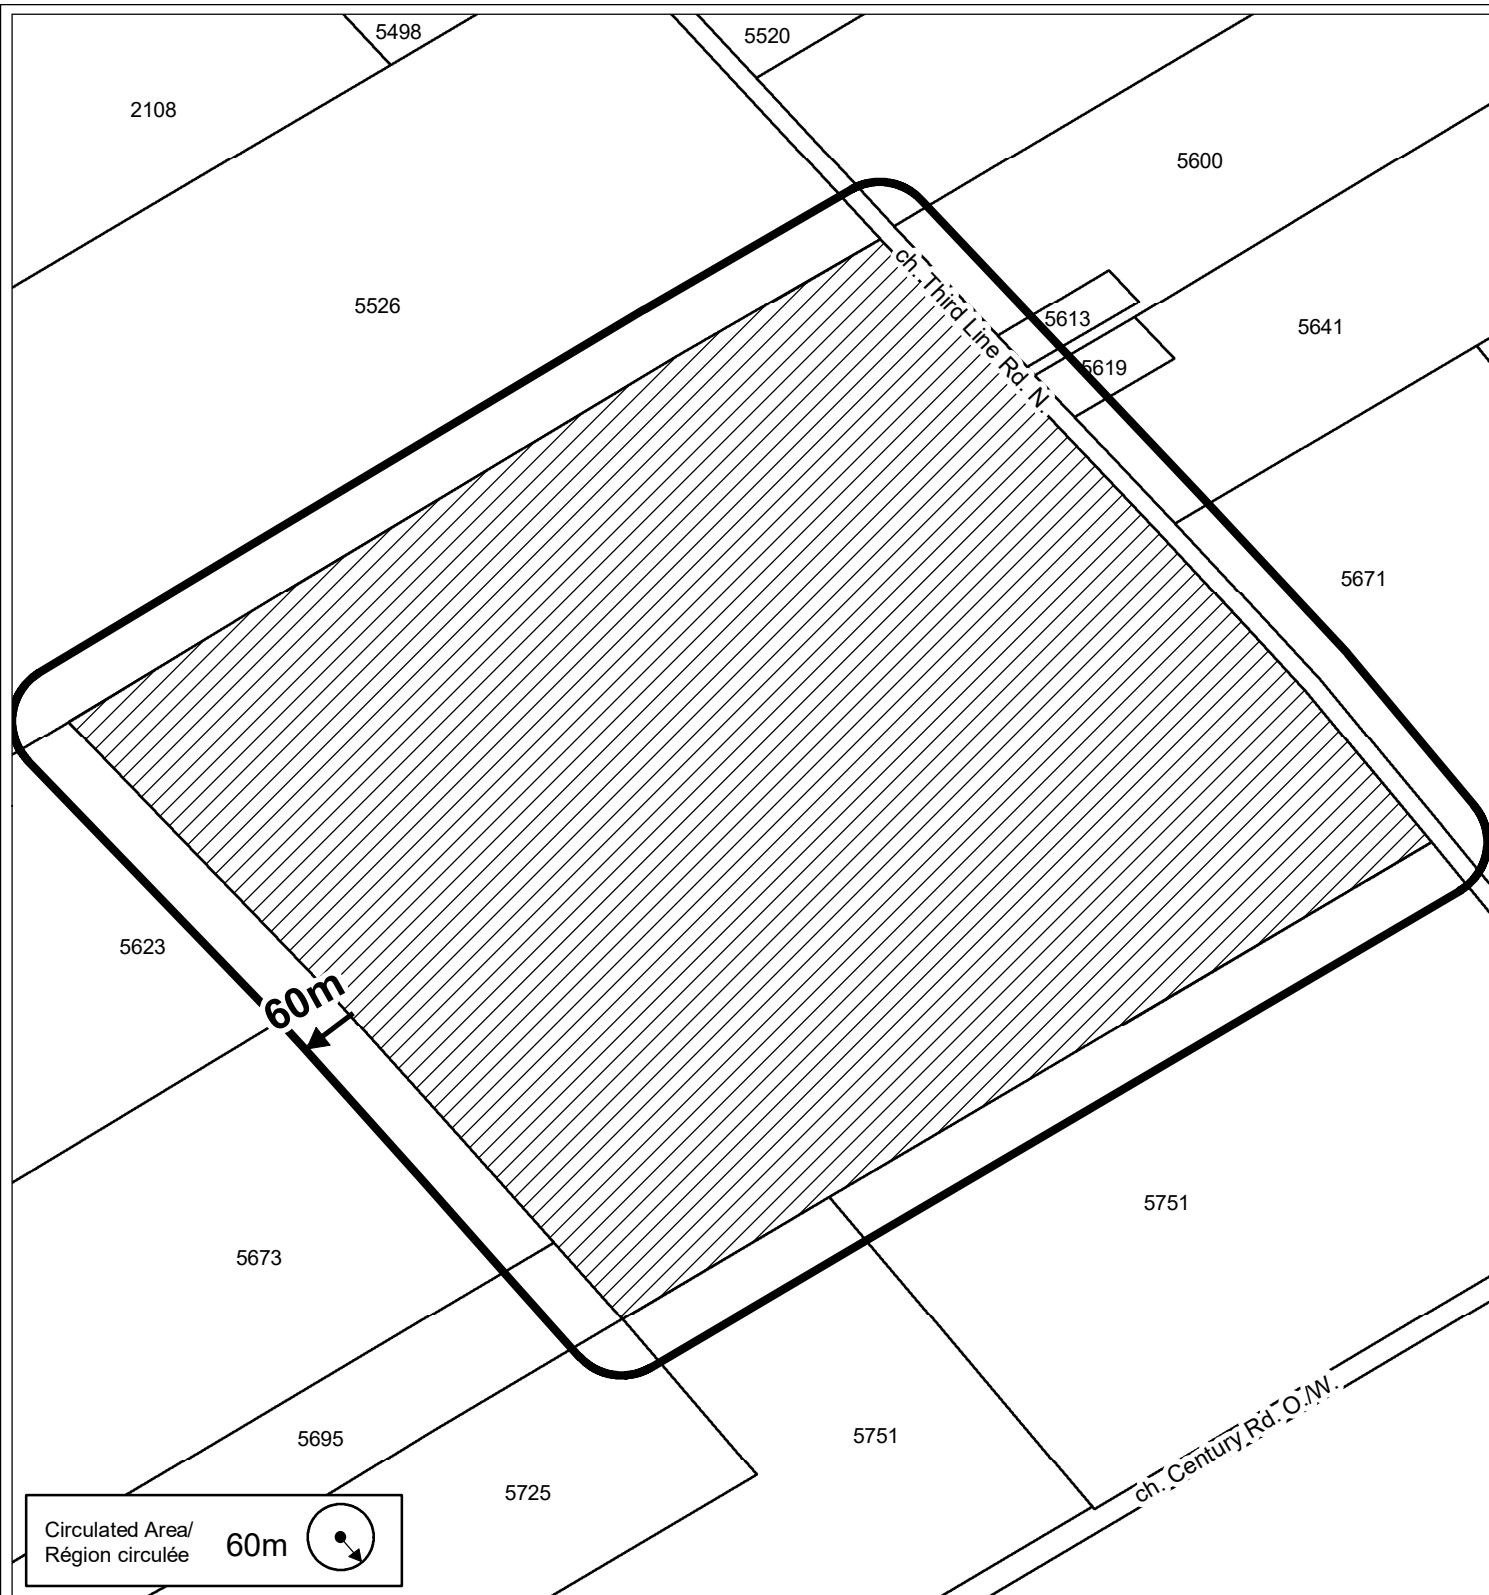 5498
5520
2108
5600
5526
ch. Third Line Rd. N.
5613
5641
5619
5671
5623
60m
5751
5673
ch. Century Rd. O./W.
5695
5751
5725
Circulated Area/
Région circulée
60m